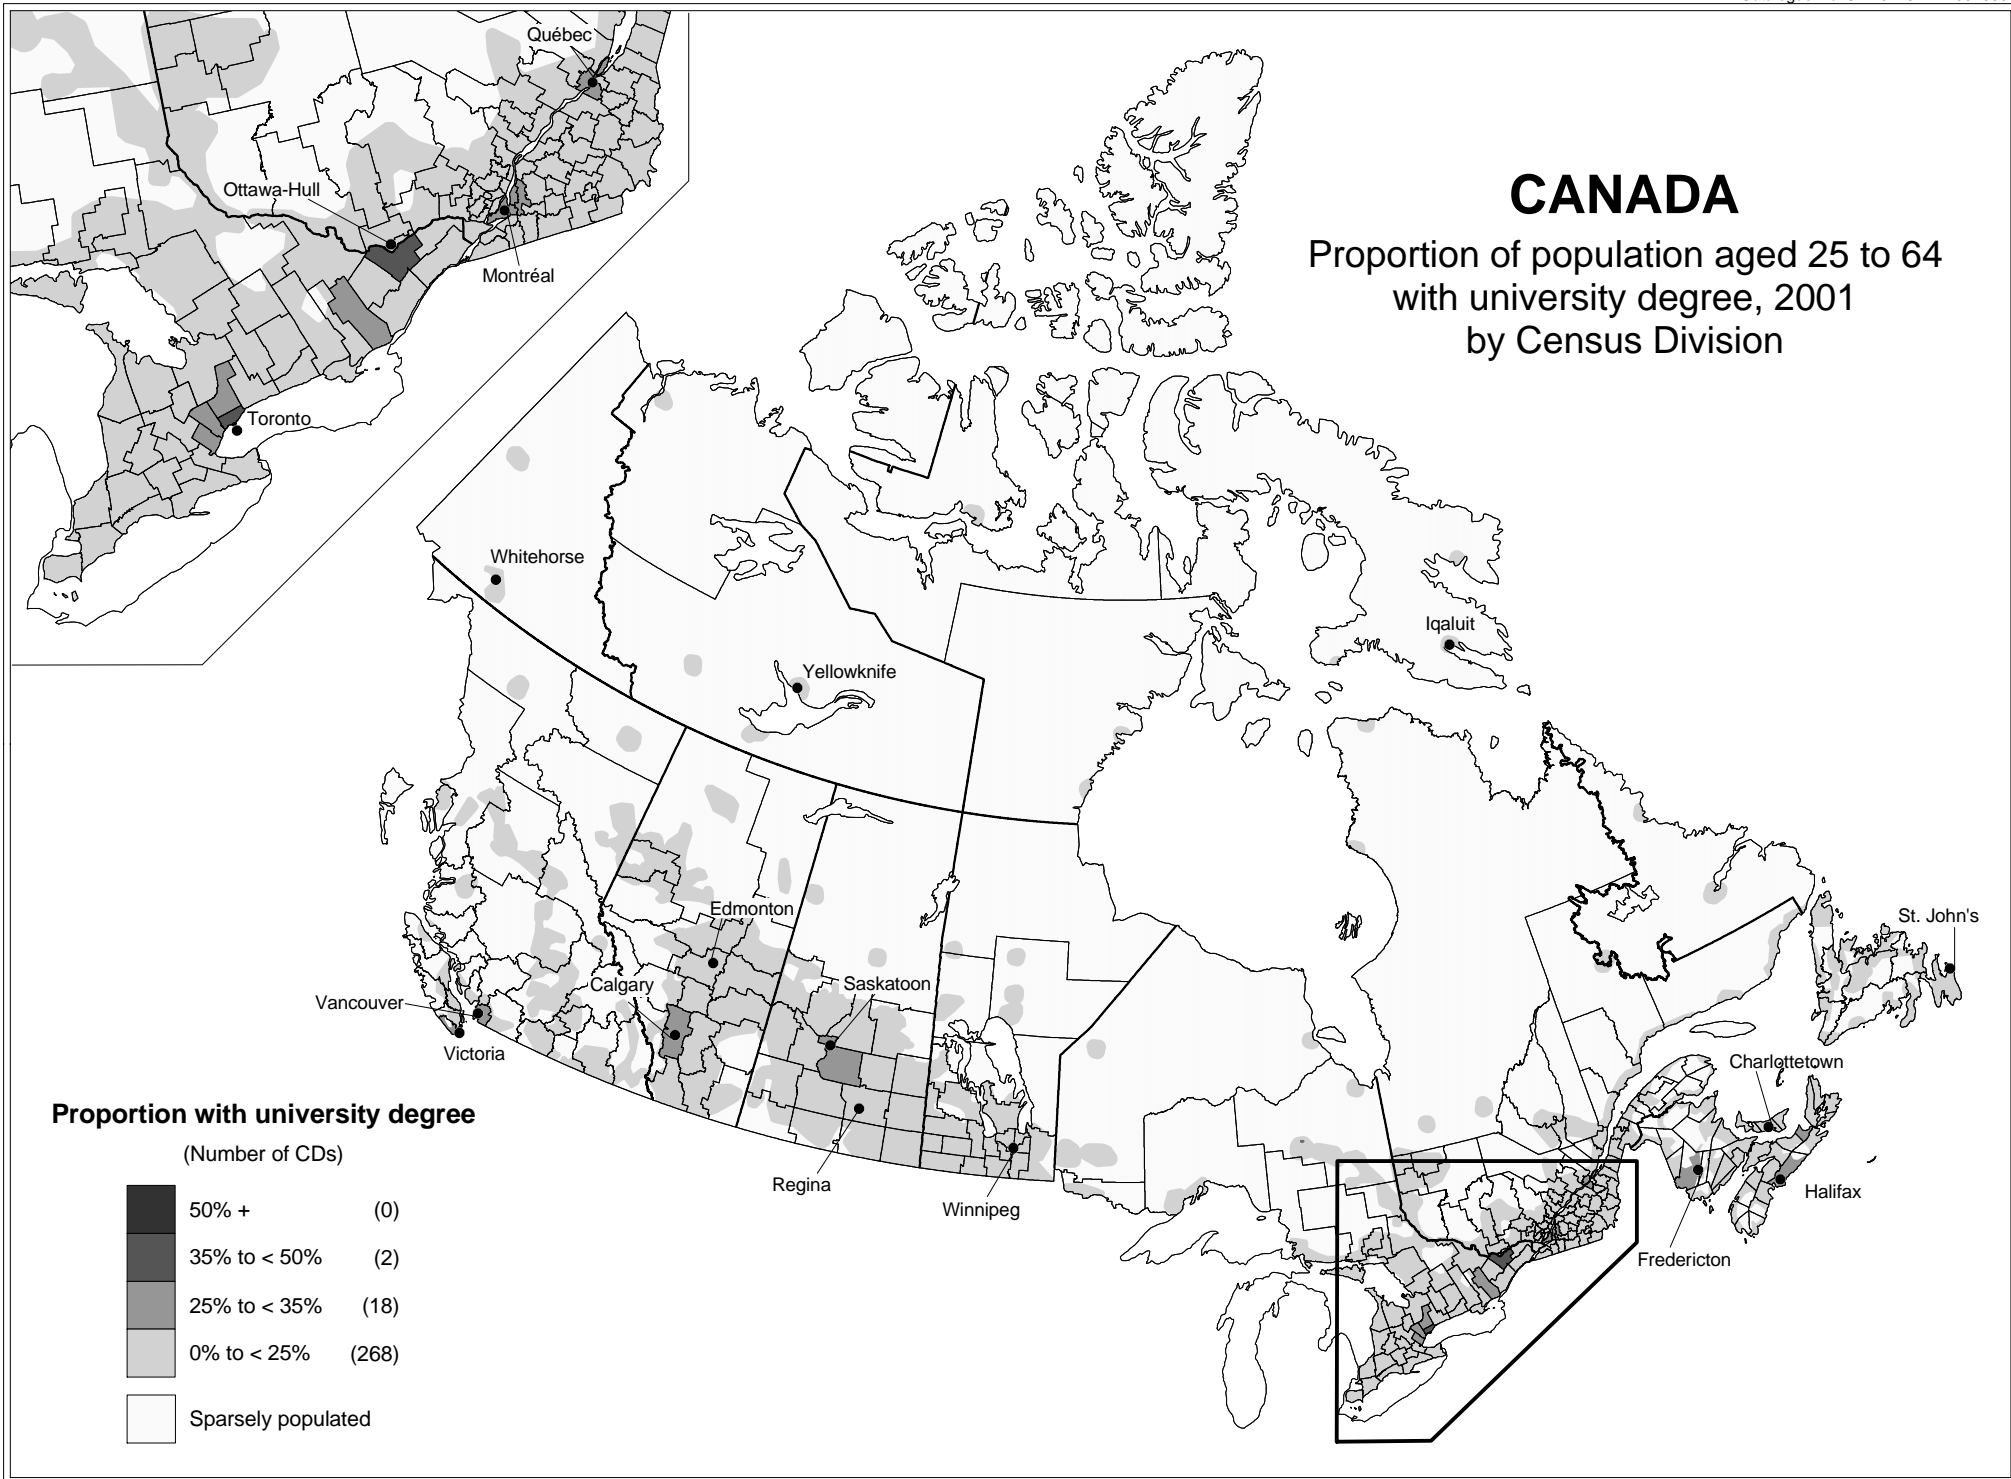 Québec
Ottawa-Hull
Montréal
Toronto
CANADA
Proportion of population aged 25 to 64
with university degree, 2001
by Census Division
Whitehorse
Yellowknife
Iqaluit
Edmonton
St. John's
Calgary
Saskatoon
Vancouver
Victoria
Charlottetown
Regina
Winnipeg
Halifax
Fredericton
Proportion with university degree
(Number of CDs)
50% + (0)
35% to < 50% (2)
25% to < 35% (18)
0% to < 25% (268)
Sparsely populated